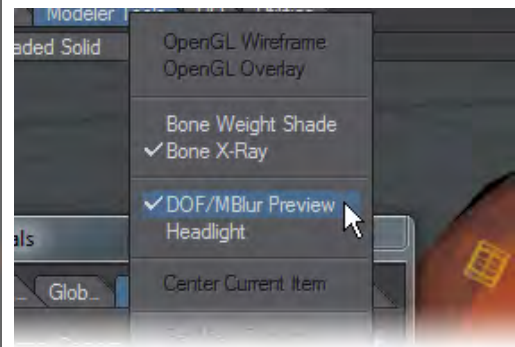 Modeler Tools
aded Solid
OpenGL Wireframe
OpenGL Overlay
Bone Weight Shade
Bone X-Ray
DOF/MBlur Preview
Headlight
als
Glob...
Center Current Item